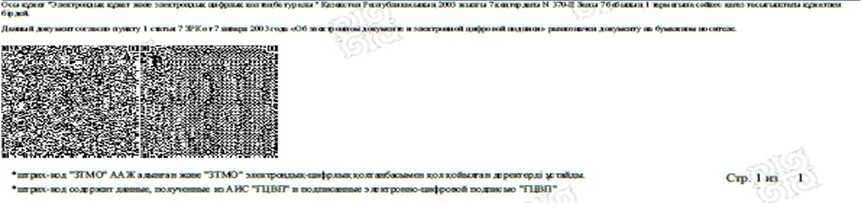 Осы құжат "Электрондық құжат және электрондық цифрлық қолтаңба туралы" Қазақстан Республикасының 2003 жылғы 7 қаңтардағы N 370-II Заңы 7 бабының 1 тармағына сәйкес қағаз тасығыштағы құжатпен
бірдей.
Данный документ согласно пункту 1 статьи 7 ЗРК от 7 января 2003 года «Об электронном документе и электронной цифровой подписи» равнозначен документу на бумажном носителе.
*штрих-код "ЗТМО" ААЖ алынған және "ЗТМО" электрондық-цифрлық қолтаңбасымен қол қойылған деректерді ұстайды.
*штрих-код содержит данные, полученные из АИС "ГЦВП" и подписанные электронно-цифровой подписью "ГЦВП"
Стр. 1 из 1